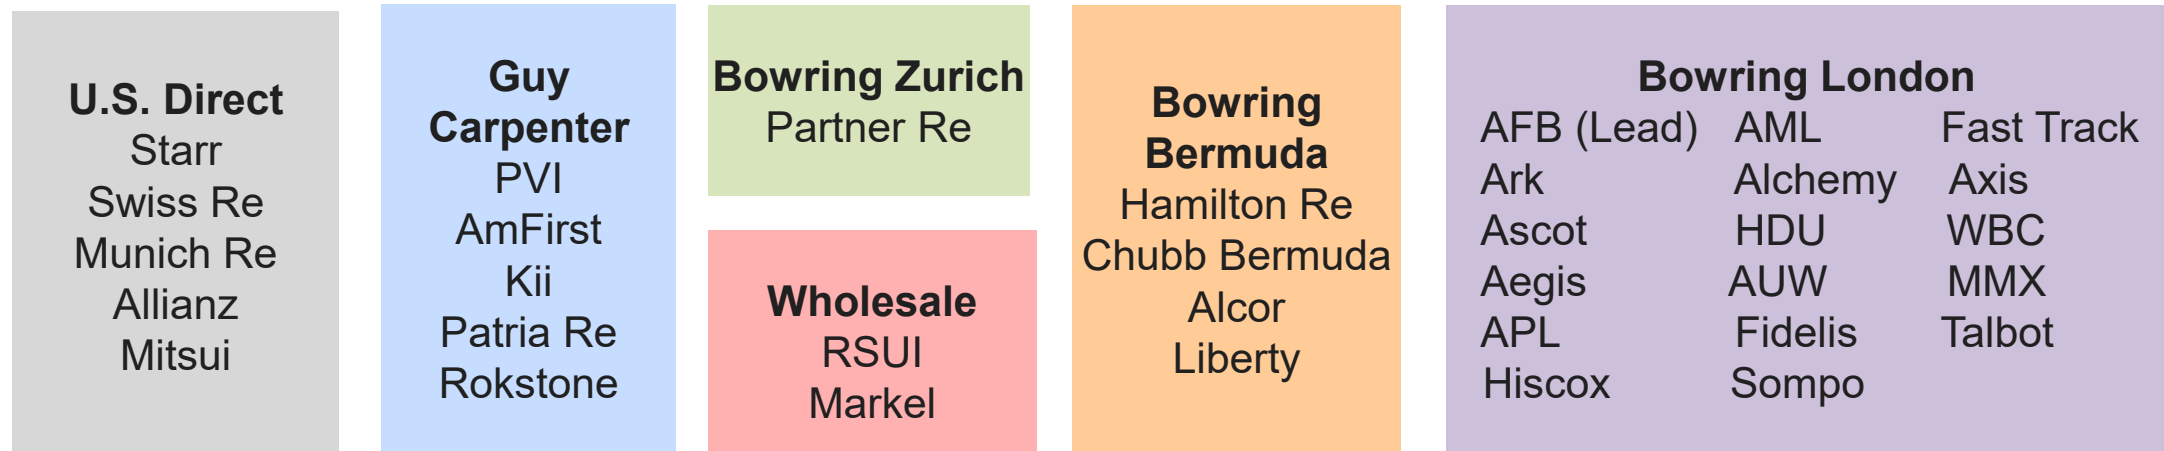 U.S. Direct
Starr
Swiss Re
Munich Re
Allianz
Mitsui
Guy
Carpenter
PVI
AmFirst
Kii
Patria Re
Rokstone
Bowring Zurich
Partner Re
Wholesale
RSUI
Markel
Bowring
Bermuda
Hamilton Re
Chubb Bermuda
Alcor
Liberty
Bowring London
AFB (Lead) AML Fast Track
Ark Alchemy Axis
Ascot HDU WBC
Aegis AUW MMX
APL Fidelis Talbot
Hiscox Sompo